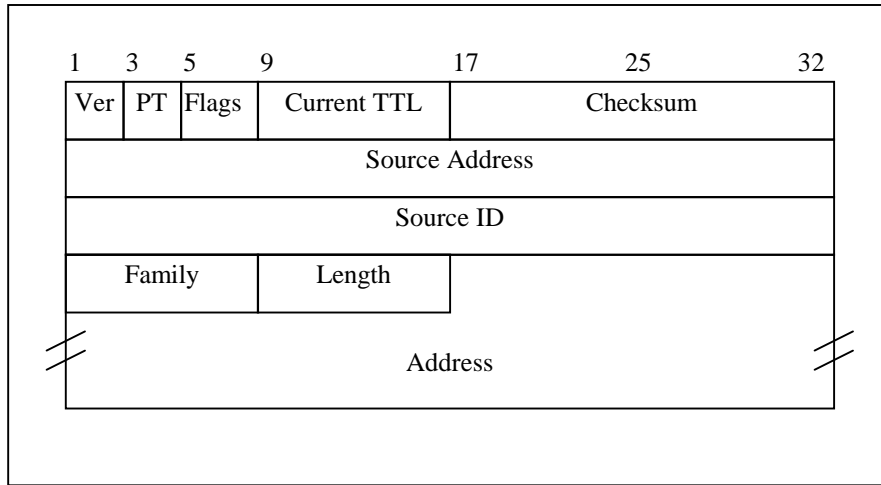 1 3 5 9 17 25 32
Ver PT Flags Current TTL Checksum
Source Address
Source ID
Family Length
Address